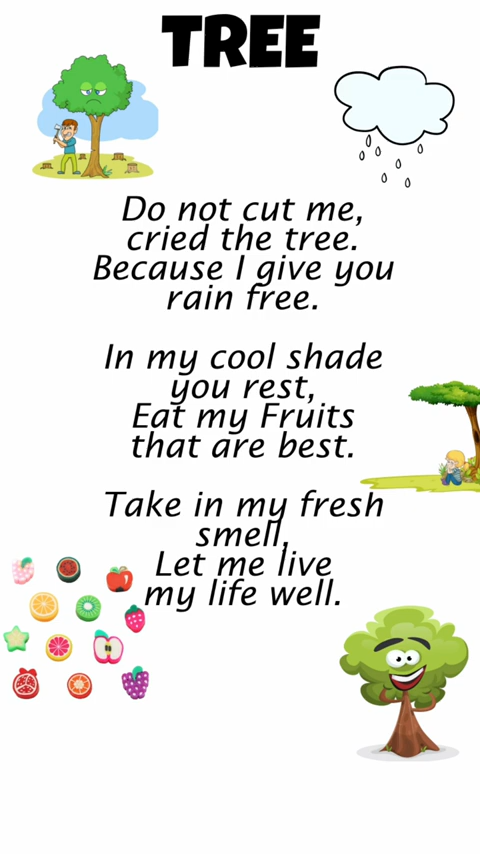 TREE
Do not cut me,
cried the tree.
Because I give you
rain free.
In my cool shade
you rest,
Eat my Fruits
that are best.
Take in my fresh
smell,
Let me live
my life well.